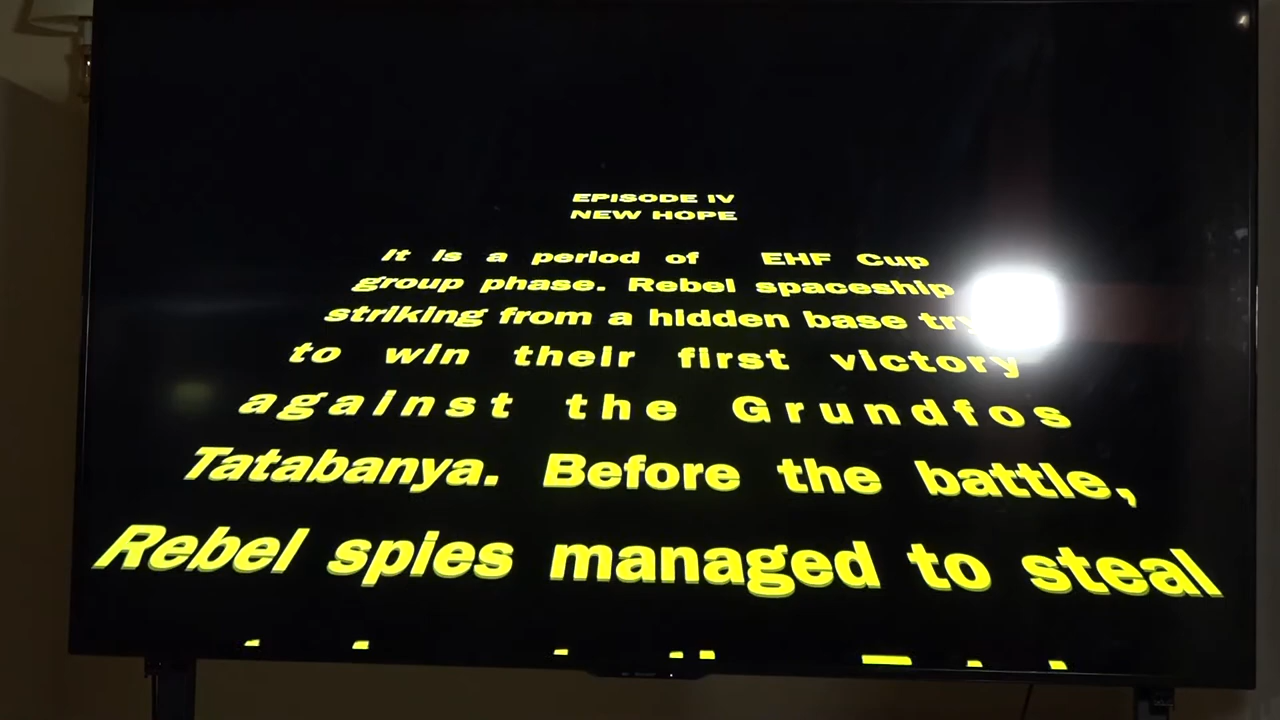 EPISODE IV
NEW HOPE
It is a period of EHF Cup
group phase. Rebel spaceship
striking from a hidden base
to win their first victory
against the Grundfos
Tatabanya. Before the battle,
Rebel spies managed to steal